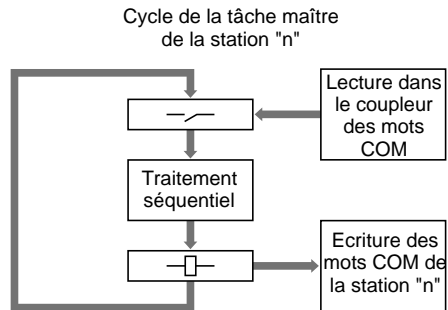 Cycle de la tâche maître
de la station "n"
Lecture dans
le coupleur
des mots
COM
Traitement
séquentiel
Ecriture des
mots COM de
la station "n"